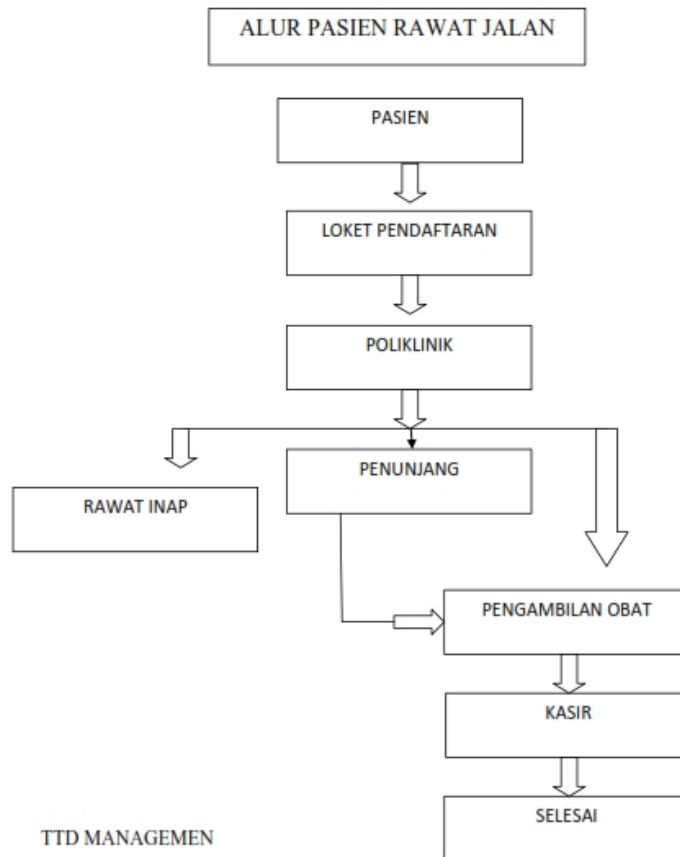 ALUR PASIEN RAWAT JALAN
PASIEN
LOKET PENDAFTARAN
POLIKLINIK
PENUNJANG
RAWAT INAP
PENGAMBILAN OBAT
KASIR
SELESAI
TTD MANAGEMEN